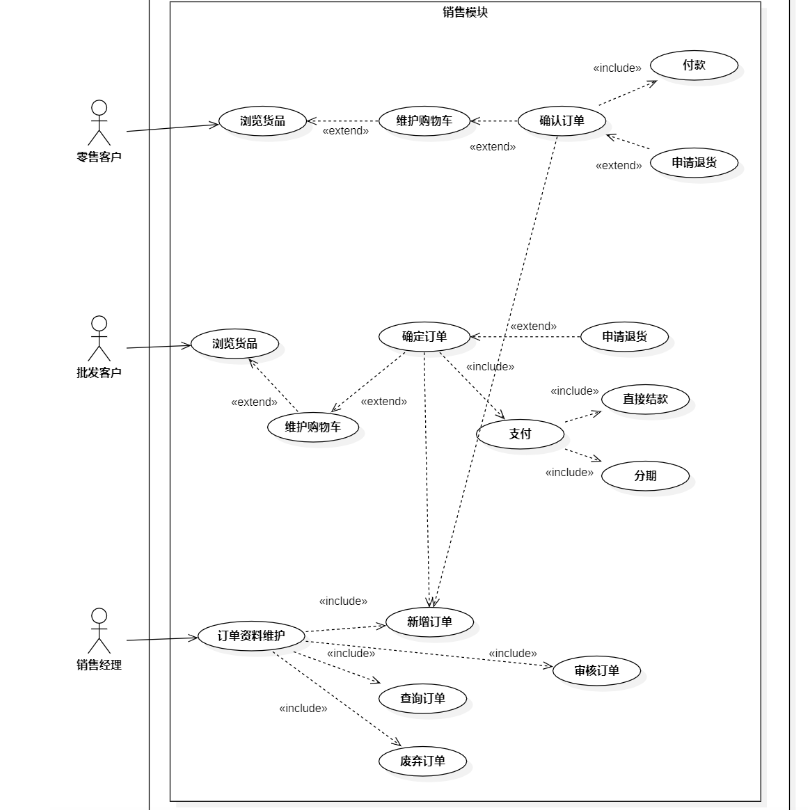 销售模块
«include»
付款
浏览货品
«extend»
维护购物车
«extend»
确认订单
«extend»
申请退货
零售客户
浏览货品
确定订单
«extend»
申请退货
批发客户
«include»
«extend»
«extend»
«include»
直接结款
维护购物车
支付
«include»
分期
«include»
新增订单
订单资料维护
«include»
«include»
审核订单
销售经理
查询订单
«include»
废弃订单